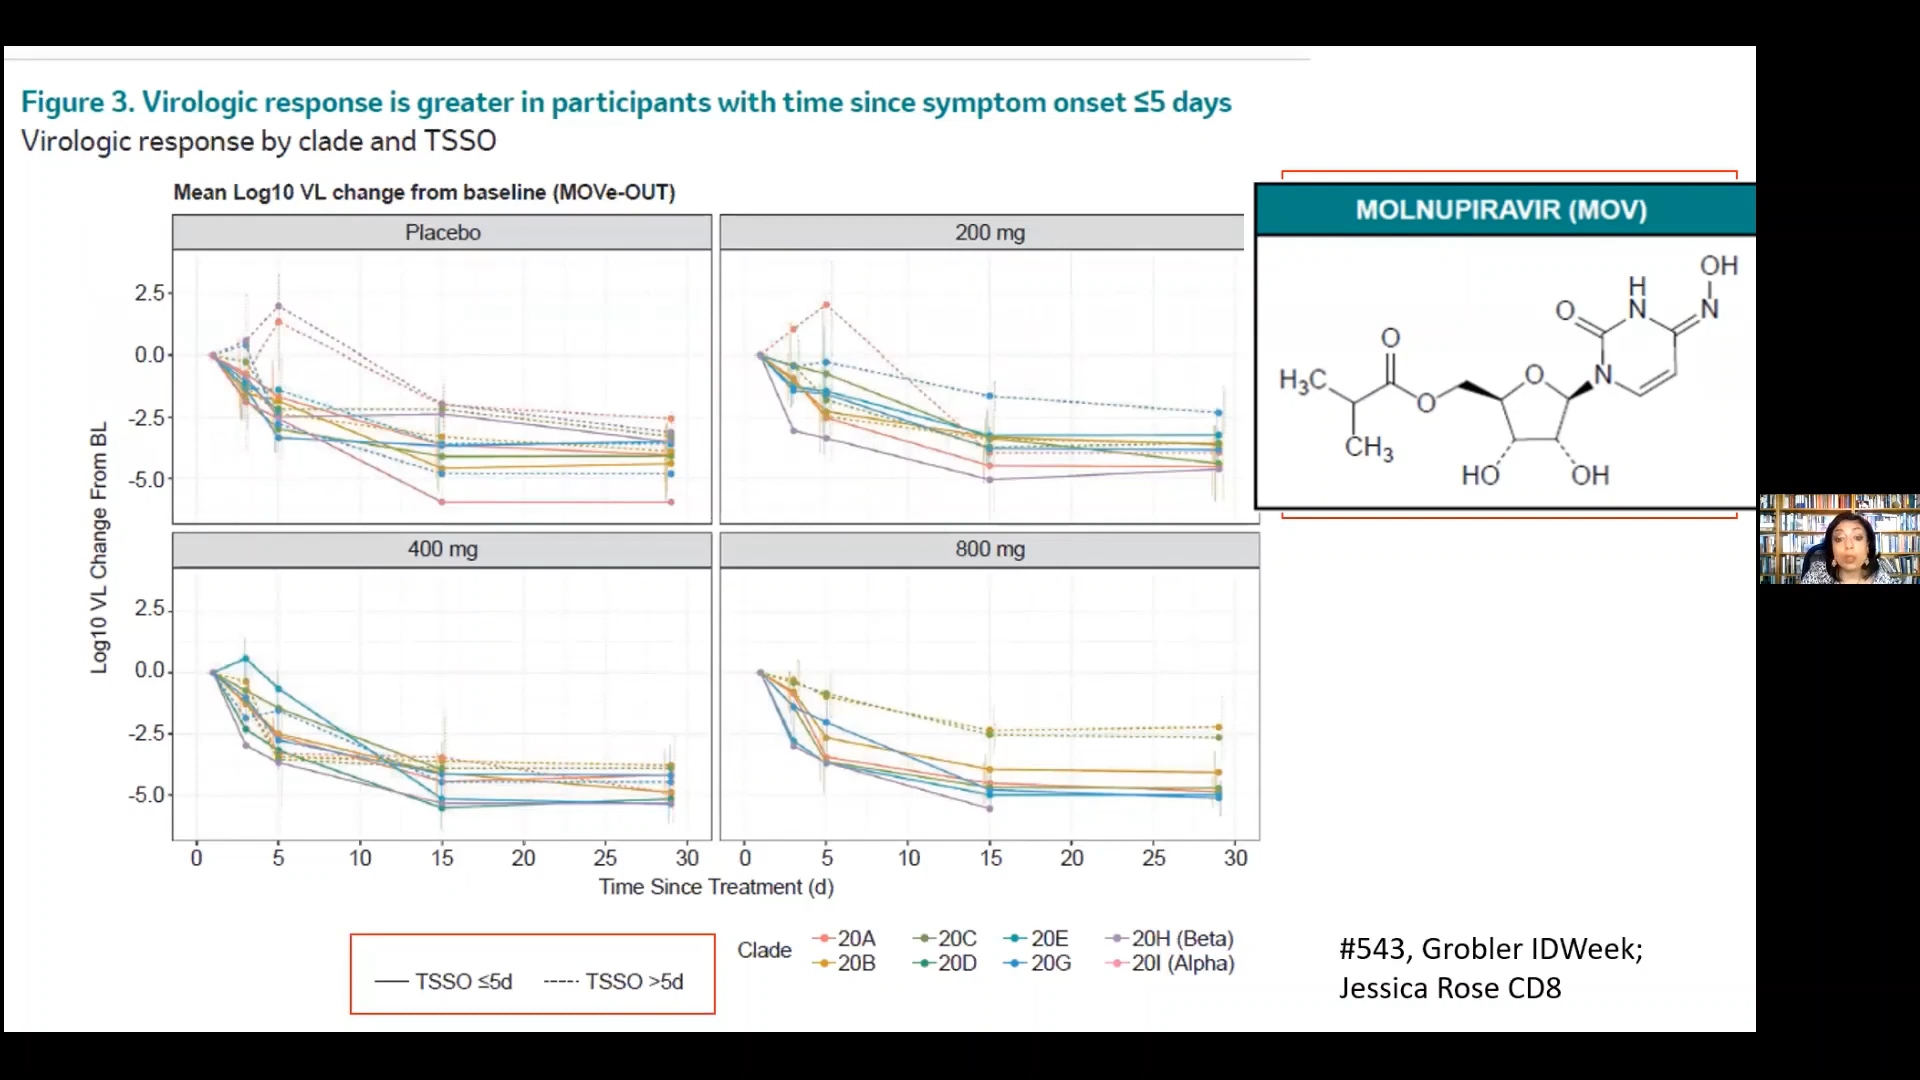 Figure 3. Virologic response is greater in participants with time since symptom onset ≤5 days
Virologic response by clade and TSSO
Mean Log10 VL change from baseline (MOVe-OUT)
Placebo
200 mg
2.5
0.0
-2.5
-5.0
400 mg
800 mg
2.5
0.0
-2.5
-5.0
Log10 VL Change From BL
0 5 10 15 20 25 30
0 5 10 15 20 25 30
Time Since Treatment (d)
TSSO ≤5d TSSO >5d
Clade
20A 20C 20E 20H (Beta)
20B 20D 20G 20I (Alpha)
MOLNUPIRAVIR (MOV)
OH
H
O N N
O
H3C O N
O
CH3
HO OH
#543, Grobler IDWeek;
Jessica Rose CD8